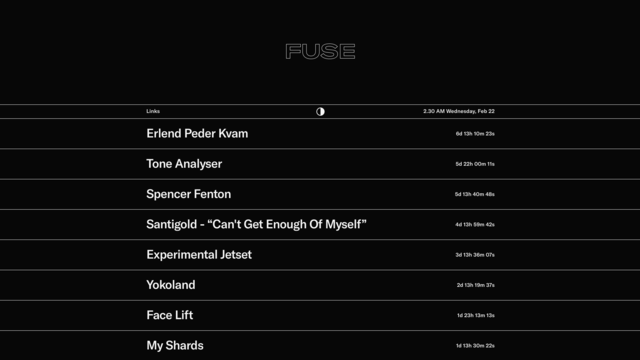 FUSE
Links
2.30 AM Wednesday, Feb 22
Erlend Peder Kvam
6d 13h 10m 23s
Tone Analyser
5d 22h 00m 11s
Spencer Fenton
5d 13h 40m 48s
Santigold - “Can't Get Enough Of Myself”
4d 13h 59m 42s
Experimental Jetset
3d 13h 36m 07s
Yokoland
2d 13h 19m 37s
Face Lift
1d 23h 13m 13s
My Shards
1d 13h 30m 22s